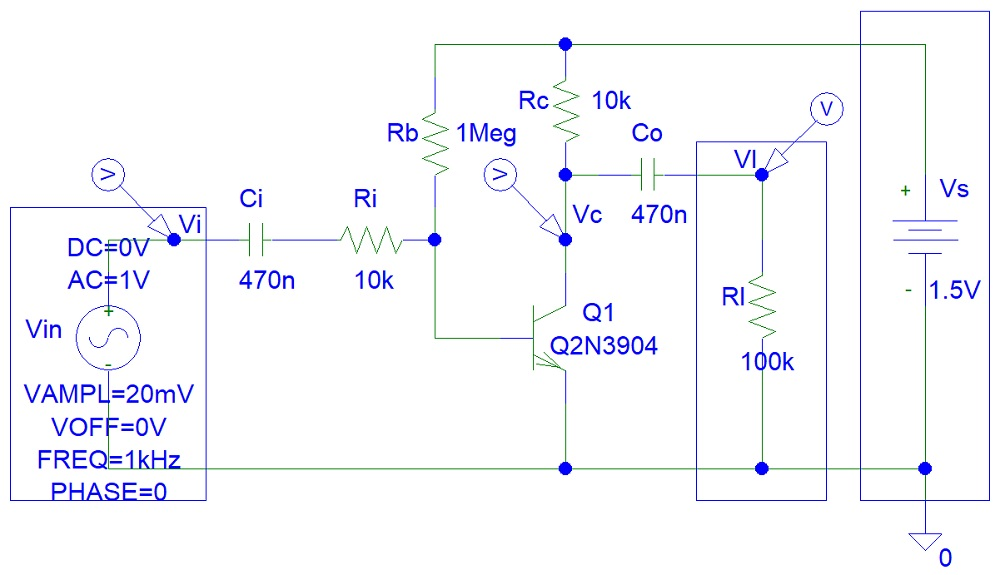 Rc
10k
Rb
1Meg
Co
V
Vl
V
V
Ci
Ri
Vi
Vc
470n
Vs
+
-
1.5V
DC=0V
AC=1V
470n
10k
Vin
+
-
Q1
Q2N3904
Rl
100k
VAMPL=20mV
VOFF=0V
FREQ=1kHz
PHASE=0
0